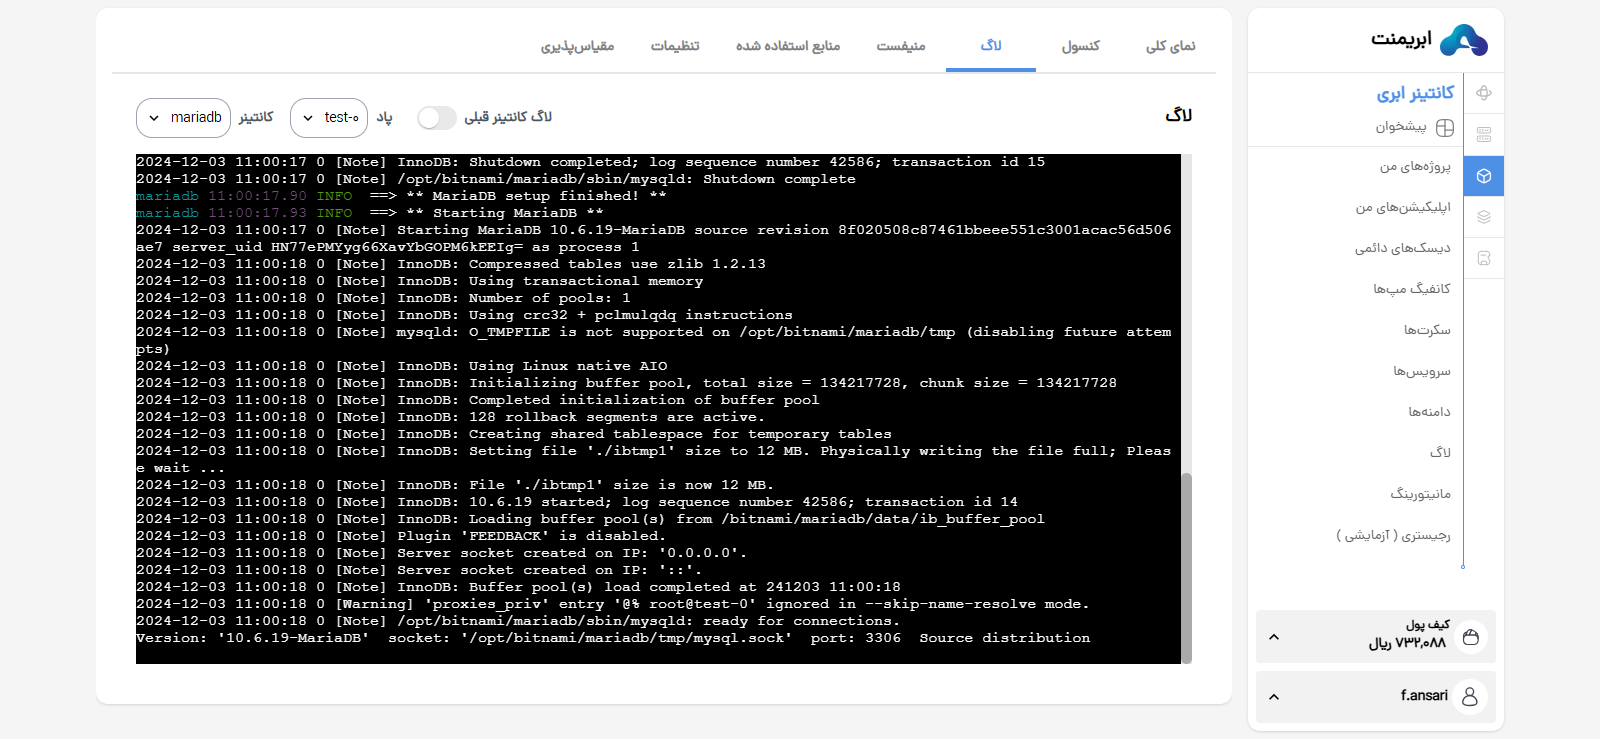 ابریمنت
کانتینر ابری
پیشخوان
پروژه‌های من
اپلیکیشن‌های من
دیسک‌های دائمی
کانفیگ مپ‌ها
سکرت‌ها
سرویس‌ها
دامنه‌ها
لاگ
مانیتورینگ
رجیستری ( آزمایشی )
کیف پول
۷۳۲,۰۸۸ ریال
f.ansari
نمای کلی کنسول لاگ منیفست منابع استفاده شده تنظیمات مقیاس‌پذیری
لاگ
لاگ کانتینر قبلی پاد test-۰ کانتینر mariadb
2024-12-03 11:00:17 0 [Note] InnoDB: Shutdown completed; log sequence number 42586; transaction id 15
2024-12-03 11:00:17 0 [Note] /opt/bitnami/mariadb/sbin/mysqld: Shutdown complete
mariadb 11:00:17.90 INFO  ==> ** MariaDB setup finished! **
mariadb 11:00:17.93 INFO  ==> ** Starting MariaDB **
2024-12-03 11:00:17 0 [Note] Starting MariaDB 10.6.19-MariaDB source revision 8f020508c87461bbeee551c3001acac56d506
ae7 server_uid HN77ePMYyg66XavYbGOPM6kEEIg= as process 1
2024-12-03 11:00:18 0 [Note] InnoDB: Compressed tables use zlib 1.2.13
2024-12-03 11:00:18 0 [Note] InnoDB: Using transactional memory
2024-12-03 11:00:18 0 [Note] InnoDB: Number of pools: 1
2024-12-03 11:00:18 0 [Note] InnoDB: Using crc32 + pclmulqdq instructions
2024-12-03 11:00:18 0 [Note] mysqld: O_TMPFILE is not supported on /opt/bitnami/mariadb/tmp (disabling future attem
pts)
2024-12-03 11:00:18 0 [Note] InnoDB: Using Linux native AIO
2024-12-03 11:00:18 0 [Note] InnoDB: Initializing buffer pool, total size = 134217728, chunk size = 134217728
2024-12-03 11:00:18 0 [Note] InnoDB: Completed initialization of buffer pool
2024-12-03 11:00:18 0 [Note] InnoDB: 128 rollback segments are active.
2024-12-03 11:00:18 0 [Note] InnoDB: Creating shared tablespace for temporary tables
2024-12-03 11:00:18 0 [Note] InnoDB: Setting file './ibtmp1' size to 12 MB. Physically writing the file full; Pleas
e wait ...
2024-12-03 11:00:18 0 [Note] InnoDB: File './ibtmp1' size is now 12 MB.
2024-12-03 11:00:18 0 [Note] InnoDB: 10.6.19 started; log sequence number 42586; transaction id 14
2024-12-03 11:00:18 0 [Note] InnoDB: Loading buffer pool(s) from /bitnami/mariadb/data/ib_buffer_pool
2024-12-03 11:00:18 0 [Note] Plugin 'FEEDBACK' is disabled.
2024-12-03 11:00:18 0 [Note] Server socket created on IP: '0.0.0.0'.
2024-12-03 11:00:18 0 [Note] Server socket created on IP: '::'.
2024-12-03 11:00:18 0 [Note] InnoDB: Buffer pool(s) load completed at 241203 11:00:18
2024-12-03 11:00:18 0 [Warning] 'proxies_priv' entry '@% root@test-0' ignored in --skip-name-resolve mode.
2024-12-03 11:00:18 0 [Note] /opt/bitnami/mariadb/sbin/mysqld: ready for connections.
Version: '10.6.19-MariaDB'  socket: '/opt/bitnami/mariadb/tmp/mysql.sock'  port: 3306  Source distribution